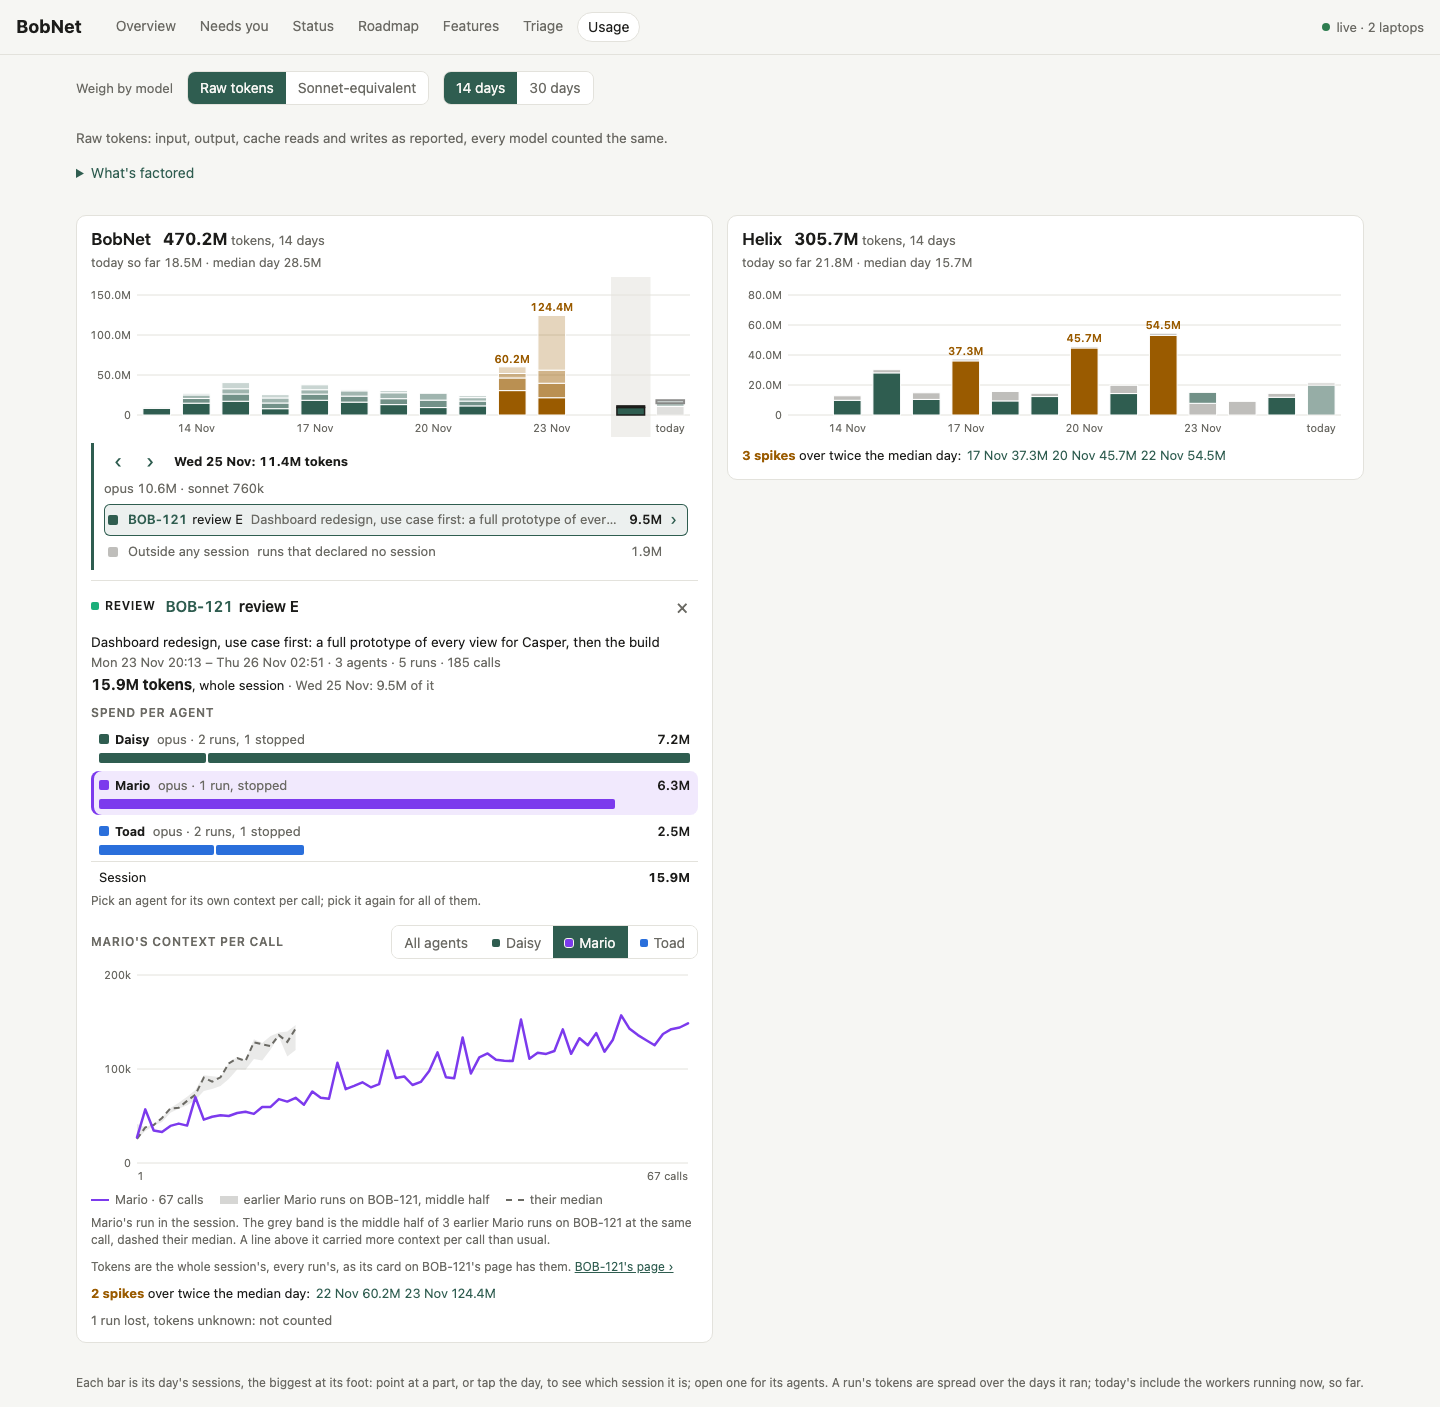 BobNet
Overview
Needs you
Status
Roadmap
Features
Triage
Usage
live · 2 laptops
Weigh by model
Raw tokens
Sonnet-equivalent
14 days
30 days
Raw tokens: input, output, cache reads and writes as reported, every model counted the same.
What's factored
BobNet 470.2M tokens, 14 days
today so far 18.5M · median day 28.5M
150.0M
100.0M
50.0M
0
60.2M
124.4M
14 Nov
17 Nov
20 Nov
23 Nov
today
‹ › Wed 25 Nov: 11.4M tokens
opus 10.6M · sonnet 760k
BOB-121 review E Dashboard redesign, use case first: a full prototype of ever… 9.5M ›
Outside any session runs that declared no session 1.9M
REVIEW BOB-121 review E ×
Dashboard redesign, use case first: a full prototype of every view for Casper, then the build
Mon 23 Nov 20:13 – Thu 26 Nov 02:51 · 3 agents · 5 runs · 185 calls
15.9M tokens, whole session · Wed 25 Nov: 9.5M of it
SPEND PER AGENT
Daisy opus · 2 runs, 1 stopped 7.2M
Mario opus · 1 run, stopped 6.3M
Toad opus · 2 runs, 1 stopped 2.5M
Session 15.9M
Pick an agent for its own context per call; pick it again for all of them.
MARIO'S CONTEXT PER CALL
All agents
Daisy
Mario
Toad
200k
100k
0
1
67 calls
Mario · 67 calls
earlier Mario runs on BOB-121, middle half
their median
Mario's run in the session. The grey band is the middle half of 3 earlier Mario runs on BOB-121 at the same
call, dashed their median. A line above it carried more context per call than usual.
Tokens are the whole session's, every run's, as its card on BOB-121's page has them. BOB-121's page ›
2 spikes over twice the median day: 22 Nov 60.2M 23 Nov 124.4M
1 run lost, tokens unknown: not counted
Helix 305.7M tokens, 14 days
today so far 21.8M · median day 15.7M
80.0M
60.0M
40.0M
20.0M
0
37.3M
45.7M
54.5M
14 Nov
17 Nov
20 Nov
23 Nov
today
3 spikes over twice the median day: 17 Nov 37.3M 20 Nov 45.7M 22 Nov 54.5M
Each bar is its day's sessions, the biggest at its foot: point at a part, or tap the day, to see which session it is; open one for its agents. A run's tokens are spread over the days it ran; today's include the workers running now, so far.